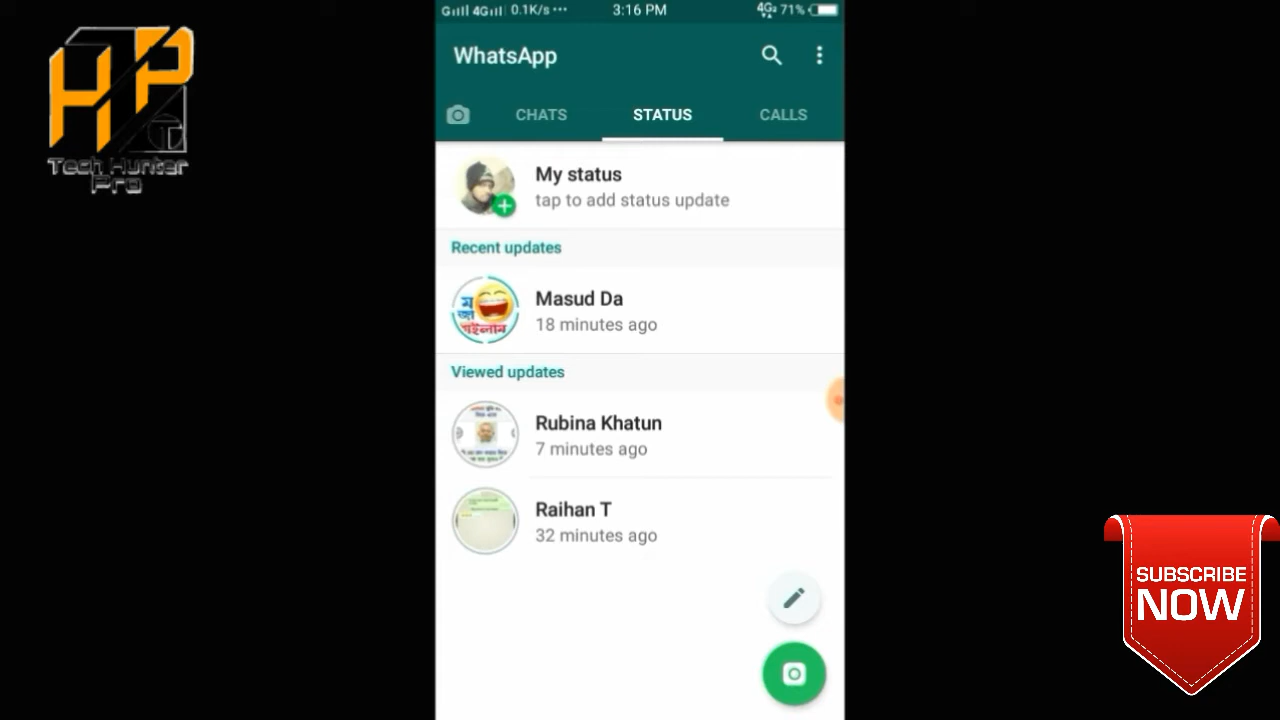 4G 0.1K/s ••• 3:16 PM 4G 71%
WhatsApp
CHATS STATUS CALLS
My status
tap to add status update
Recent updates
Masud Da
18 minutes ago
Viewed updates
Rubina Khatun
7 minutes ago
Raihan T
32 minutes ago
HP
T
Tech Hunter
Pro
SUBSCRIBE
NOW